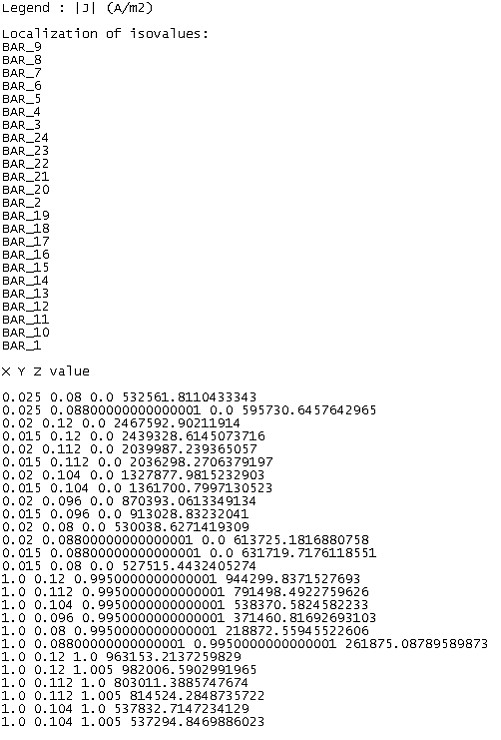 Legend : |J| (A/m2)
Localization of isovalues:
BAR_9
BAR_8
BAR_7
BAR_6
BAR_5
BAR_4
BAR_3
BAR_24
BAR_23
BAR_22
BAR_21
BAR_20
BAR_2
BAR_19
BAR_18
BAR_17
BAR_16
BAR_15
BAR_14
BAR_13
BAR_12
BAR_11
BAR_10
BAR_1
X Y Z value
0.025 0.08 0.0 532561.8110433343
0.025 0.08800000000000001 0.0 595730.6457642965
0.02 0.12 0.0 2467592.90211914
0.015 0.12 0.0 2439328.6145073716
0.02 0.112 0.0 2039987.239365057
0.015 0.112 0.0 2036298.2706379197
0.02 0.104 0.0 1327877.9815232903
0.015 0.104 0.0 1361700.7997130523
0.02 0.096 0.0 870393.0613349134
0.015 0.096 0.0 913028.83232041
0.02 0.08 0.0 530038.6271419309
0.02 0.08800000000000001 0.0 613725.1816880758
0.015 0.08800000000000001 0.0 631719.7176118551
0.015 0.08 0.0 527515.4432405274
1.0 0.12 0.9950000000000001 944299.8371527693
1.0 0.112 0.9950000000000001 791498.4922759626
1.0 0.104 0.9950000000000001 538370.5824582233
1.0 0.096 0.9950000000000001 371460.81692693103
1.0 0.08 0.9950000000000001 218872.55945522606
1.0 0.08800000000000001 0.9950000000000001 261875.08789589873
1.0 0.12 1.0 963153.2137259829
1.0 0.12 1.005 982006.5902991965
1.0 0.112 1.0 803011.3885747674
1.0 0.112 1.005 814524.2848735722
1.0 0.104 1.0 537832.7147234129
1.0 0.104 1.005 537294.8469886023